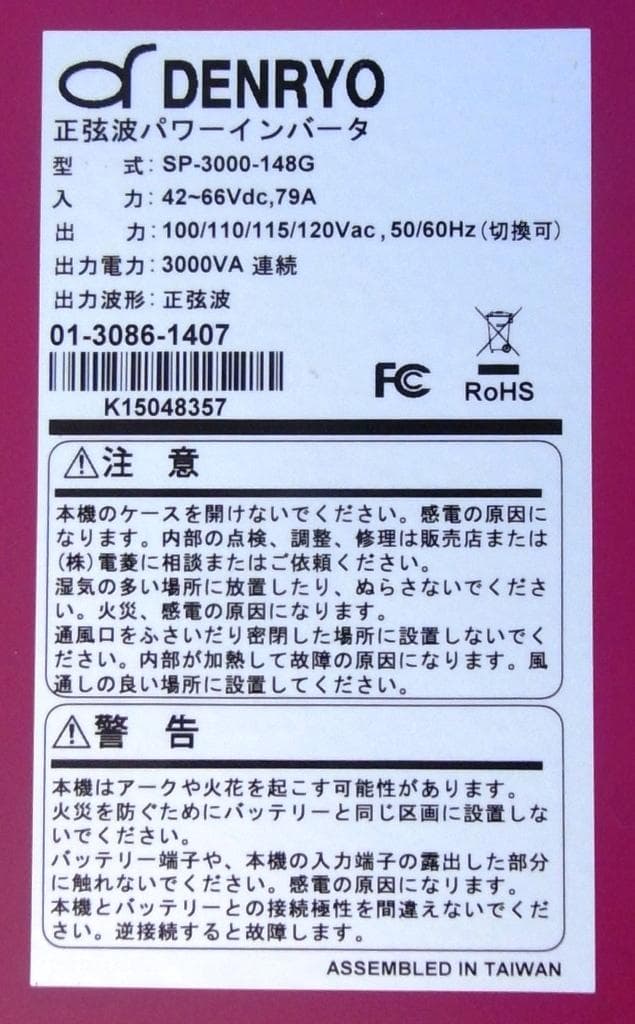 DENRYO
正弦波パワーインバータ
型 式: SP-3000-148G
入 力: 42~66Vdc,79A
出 力: 100/110/115/120Vac, 50/60Hz(切換可)
出力電力: 3000VA 連続
出力波形: 正弦波
01-3086-1407
K15048357
FC
RoHS
⚠注 意
本機のケースを開けないでください。感電の原因に
なります。内部の点検、調整、修理は販売店または
(株)電菱に相談またはご依頼ください。
湿気の多い場所に放置したり、ぬらさないでくださ
い。火災、感電の原因になります。
通風口をふさいだり密閉した場所に設置しないでく
ださい。内部が加熱して故障の原因になります。風
通しの良い場所に設置してください。
⚠警 告
本機はアークや火花を起こす可能性があります。
火災を防ぐためにバッテリーと同じ区画に設置しな
いでください。
バッテリー端子や、本機の入力端子の露出した部分
に触れないでください。感電の原因になります。
本機とバッテリーとの接続極性を間違えないでくだ
さい。逆接続すると故障します。
ASSEMBLED IN TAIWAN